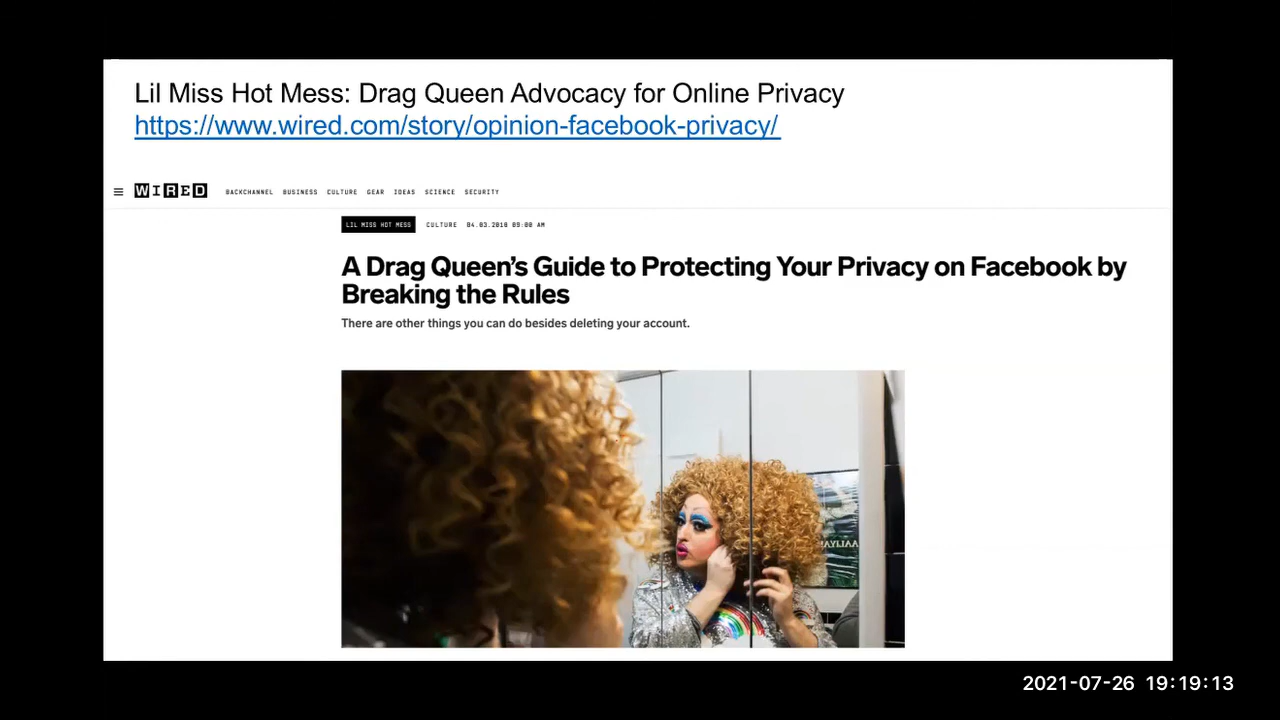 Lil Miss Hot Mess: Drag Queen Advocacy for Online Privacy
https://www.wired.com/story/opinion-facebook-privacy/
WIRED BACKCHANNEL BUSINESS CULTURE GEAR IDEAS SCIENCE SECURITY
LIL MISS HOT MESS CULTURE 04.03.2018 09:00 AM
A Drag Queen's Guide to Protecting Your Privacy on Facebook by
Breaking the Rules
There are other things you can do besides deleting your account.
2021-07-26 19:19:13